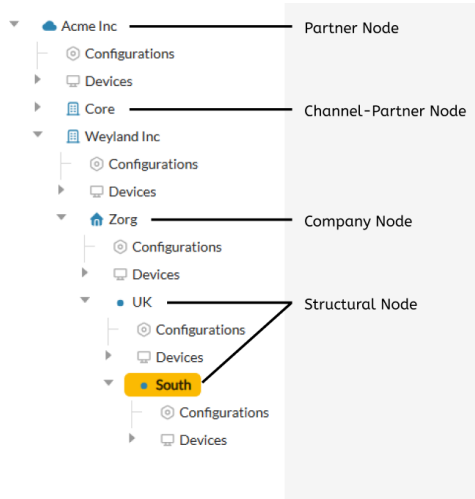 Acme Inc Partner Node
Configurations
Devices
Core Channel-Partner Node
Weyland Inc
Configurations
Devices
Zorg Company Node
Configurations
Devices
UK Structural Node
Configurations
Devices
South
Configurations
Devices